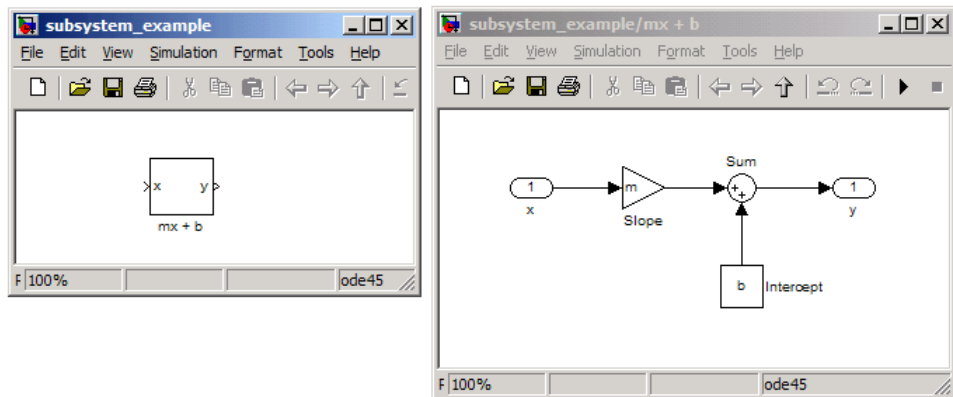 subsystem_example
File Edit View Simulation Format Tools Help
x y
mx + b
F 100% ode45
subsystem_example/mx + b
File Edit View Simulation Format Tools Help
Sum
1 m + + 1
x Slope y
b Intercept
F 100% ode45